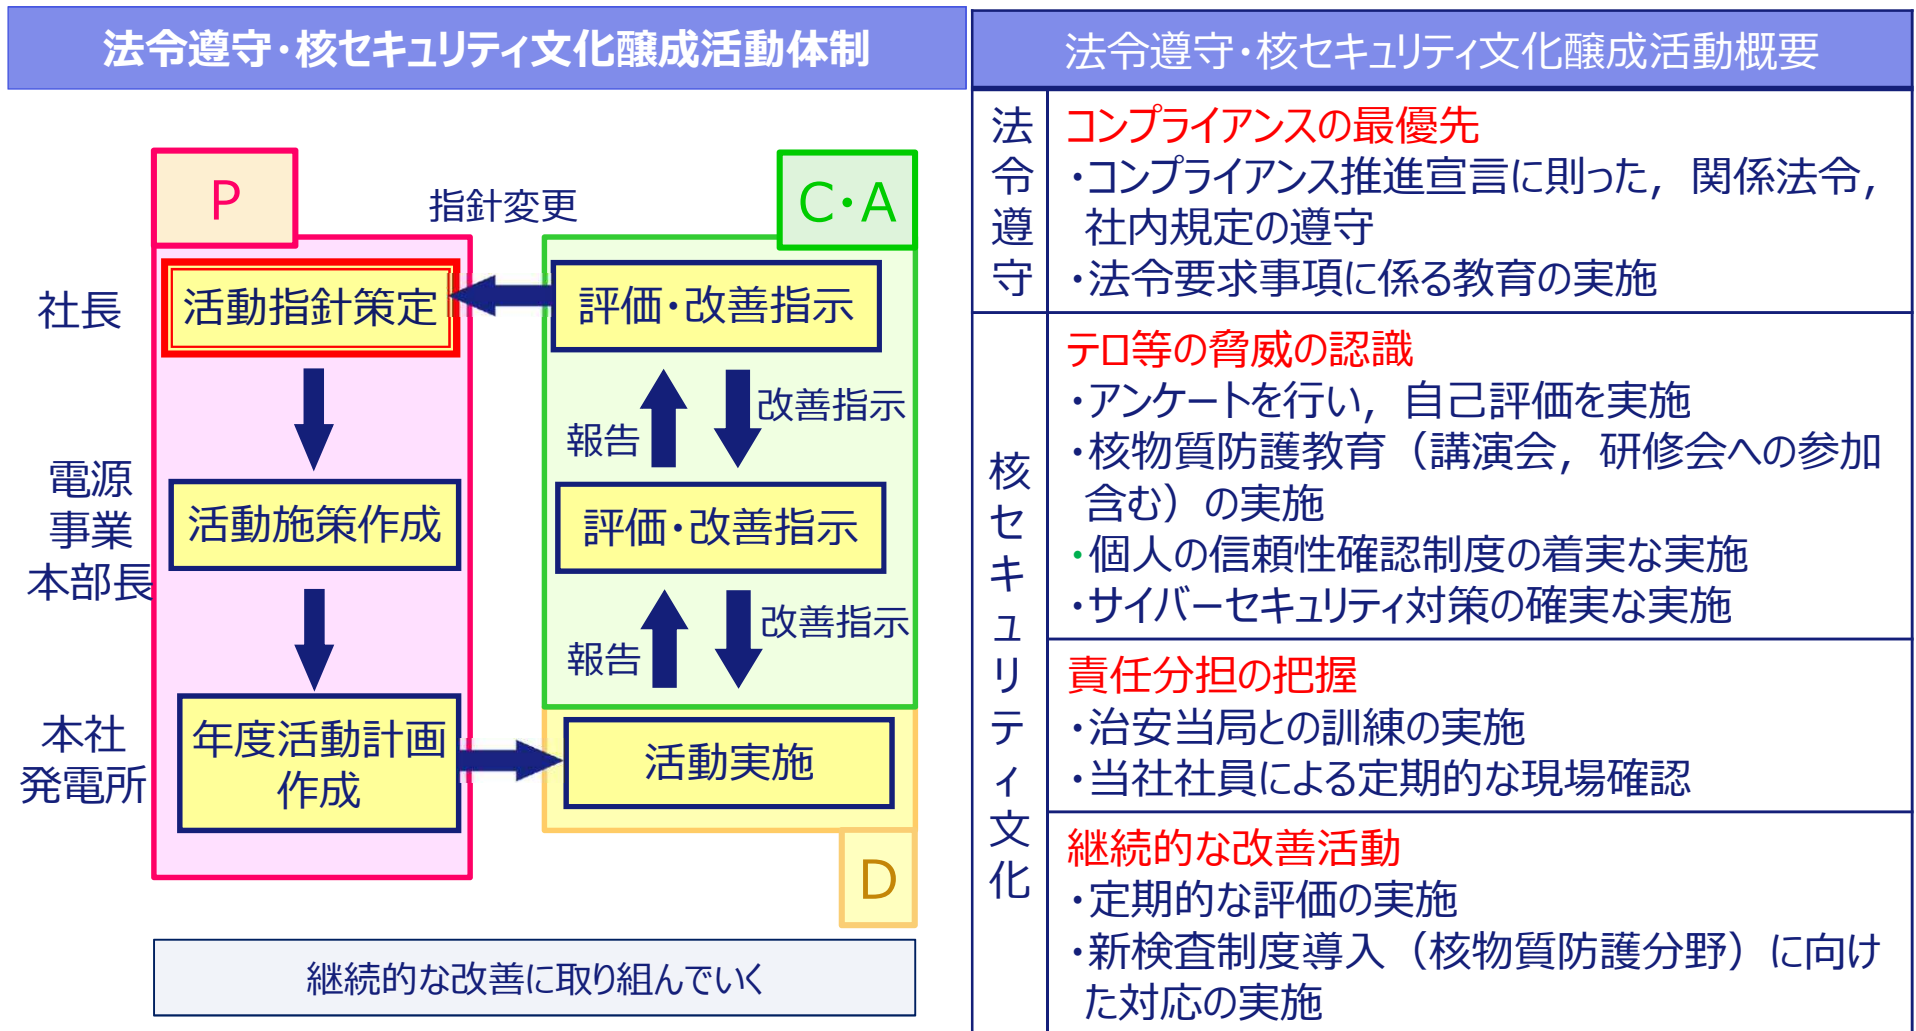 法令遵守・核セキュリティ文化醸成活動体制
P
C・A
指針変更
社長
活動指針策定
評価・改善指示
報告
改善指示
電源
事業
本部長
活動施策作成
評価・改善指示
報告
改善指示
本社
発電所
年度活動計画
作成
活動実施
D
継続的な改善に取り組んでいく
法令遵守・核セキュリティ文化醸成活動概要
法令遵守
コンプライアンスの最優先
・コンプライアンス推進宣言に則った，関係法令，
社内規定の遵守
・法令要求事項に係る教育の実施
核セキュリティ文化
テロ等の脅威の認識
・アンケートを行い，自己評価を実施
・核物質防護教育（講演会，研修会への参加
含む）の実施
・個人の信頼性確認制度の着実な実施
・サイバーセキュリティ対策の確実な実施
責任分担の把握
・治安当局との訓練の実施
・当社社員による定期的な現場確認
継続的な改善活動
・定期的な評価の実施
・新検査制度導入（核物質防護分野）に向け
た対応の実施